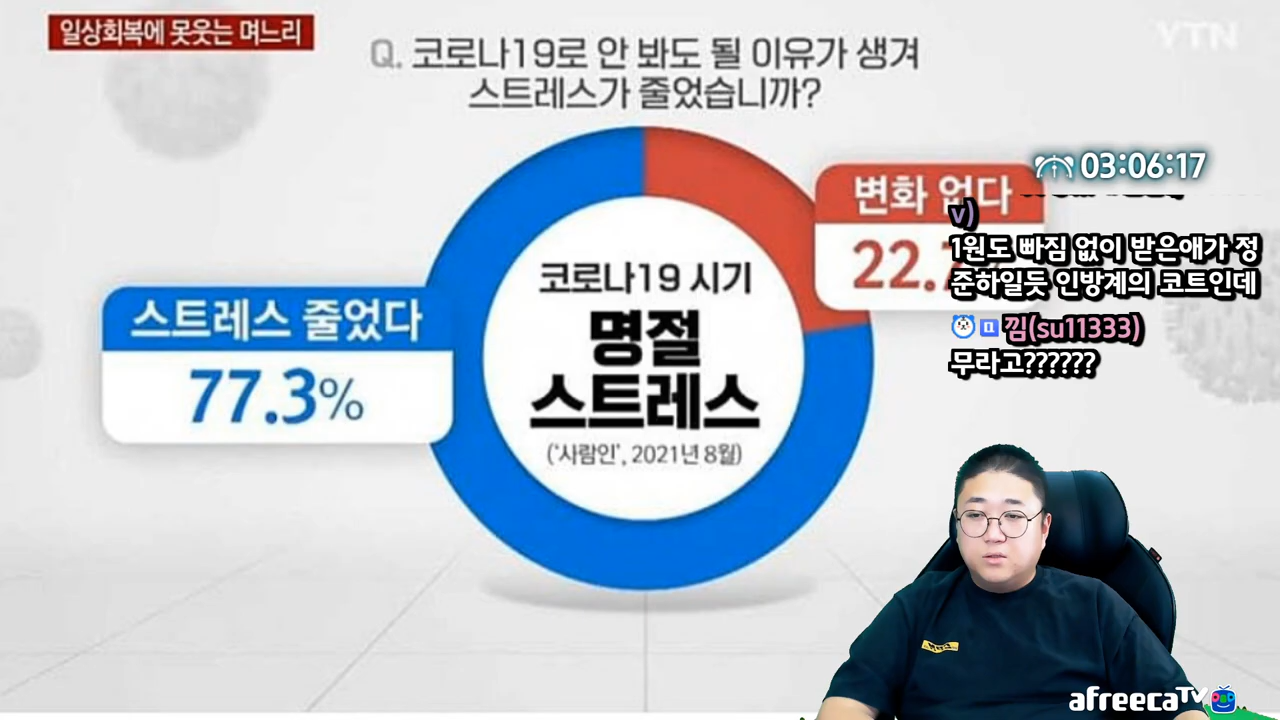 일상회복에 못웃는 며느리
YTN
Q. 코로나19로 안 봐도 될 이유가 생겨
스트레스가 줄었습니까?
03:06:17
변화 없다
22.
스트레스 줄었다
77.3%
코로나19 시기
명절
스트레스
('사람인', 2021년 8월)
v)
1원도 빠짐 없이 받은애가 정
준하일듯 인방계의 코트인데
낌(su11333)
무라고??????
afreecaTV